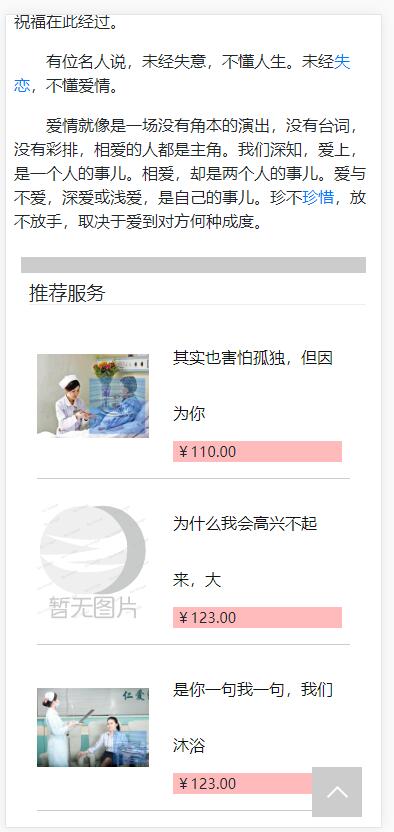 祝福在此经过。
有位名人说，未经失意，不懂人生。未经失
恋，不懂爱情。
爱情就像是一场没有角本的演出，没有台词，
没有彩排，相爱的人都是主角。我们深知，爱上，
是一个人的事儿。相爱，却是两个人的事儿。爱与
不爱，深爱或浅爱，是自己的事儿。珍不珍惜，放
不放手，取决于爱到对方何种成度。
推荐服务
其实也害怕孤独，但因
为你
￥110.00
为什么我会高兴不起
来，大
￥123.00
暂无图片
是你一句我一句，我们
沐浴
￥123.00
仁爱